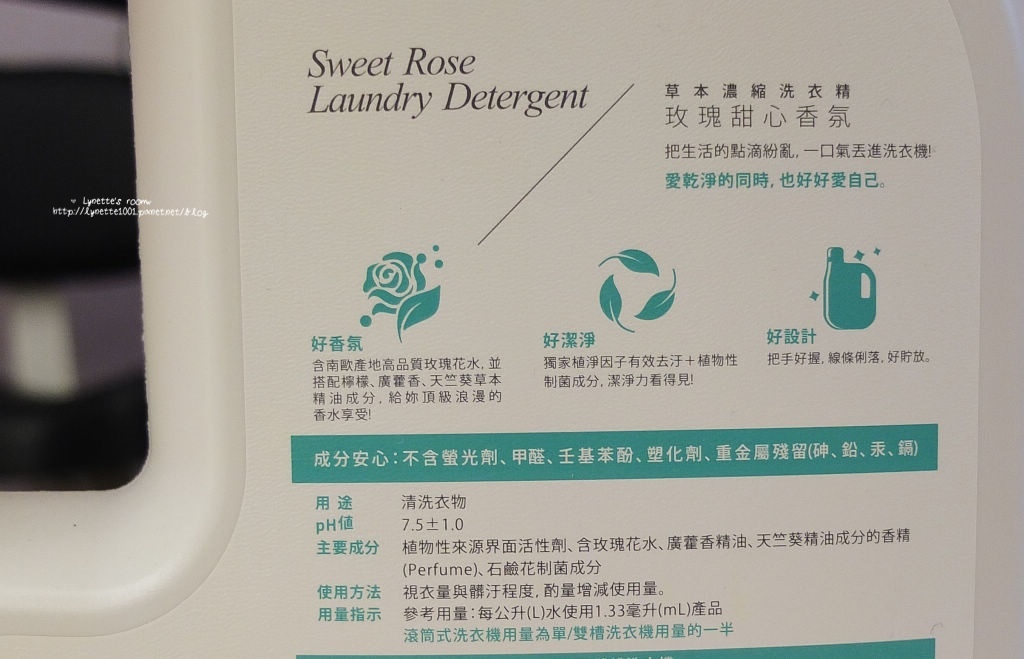 Sweet Rose
Laundry Detergent
草本濃縮洗衣精
玫瑰甜心香氛
把生活的點滴紛亂, 一口氣丟進洗衣機!
愛乾淨的同時, 也好好愛自己。
♥ Lynette's room
http://lynette1001.pixnet.net/blog
好香氛
含南歐產地高品質玫瑰花水, 並
搭配檸檬、廣藿香、天竺葵草本
精油成分, 給妳頂級浪漫的
香水享受!
好潔淨
獨家植淨因子有效去汙＋植物性
制菌成分, 潔淨力看得見!
好設計
把手好握, 線條俐落, 好貯放。
成分安心：不含螢光劑、甲醛、壬基苯酚、塑化劑、重金屬殘留(砷、鉛、汞、鎘)
用途 清洗衣物
pH值 7.5±1.0
主要成分 植物性來源界面活性劑、含玫瑰花水、廣藿香精油、天竺葵精油成分的香精
(Perfume)、石鹼花制菌成分
使用方法 視衣量與髒汙程度, 酌量增減使用量。
用量指示 參考用量：每公升(L)水使用1.33毫升(mL)產品
滾筒式洗衣機用量為單/雙槽洗衣機用量的一半